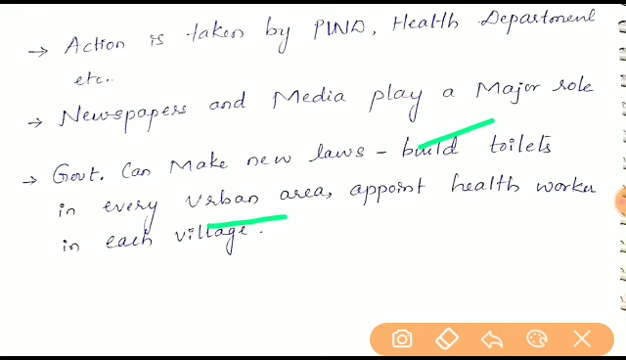 → Action is taken by PWD, Health Department
etc..
→ Newspapers and Media play a Major role
→ Govt. Can Make new laws - build toilets
in every Urban area, appoint health worker
in each village.